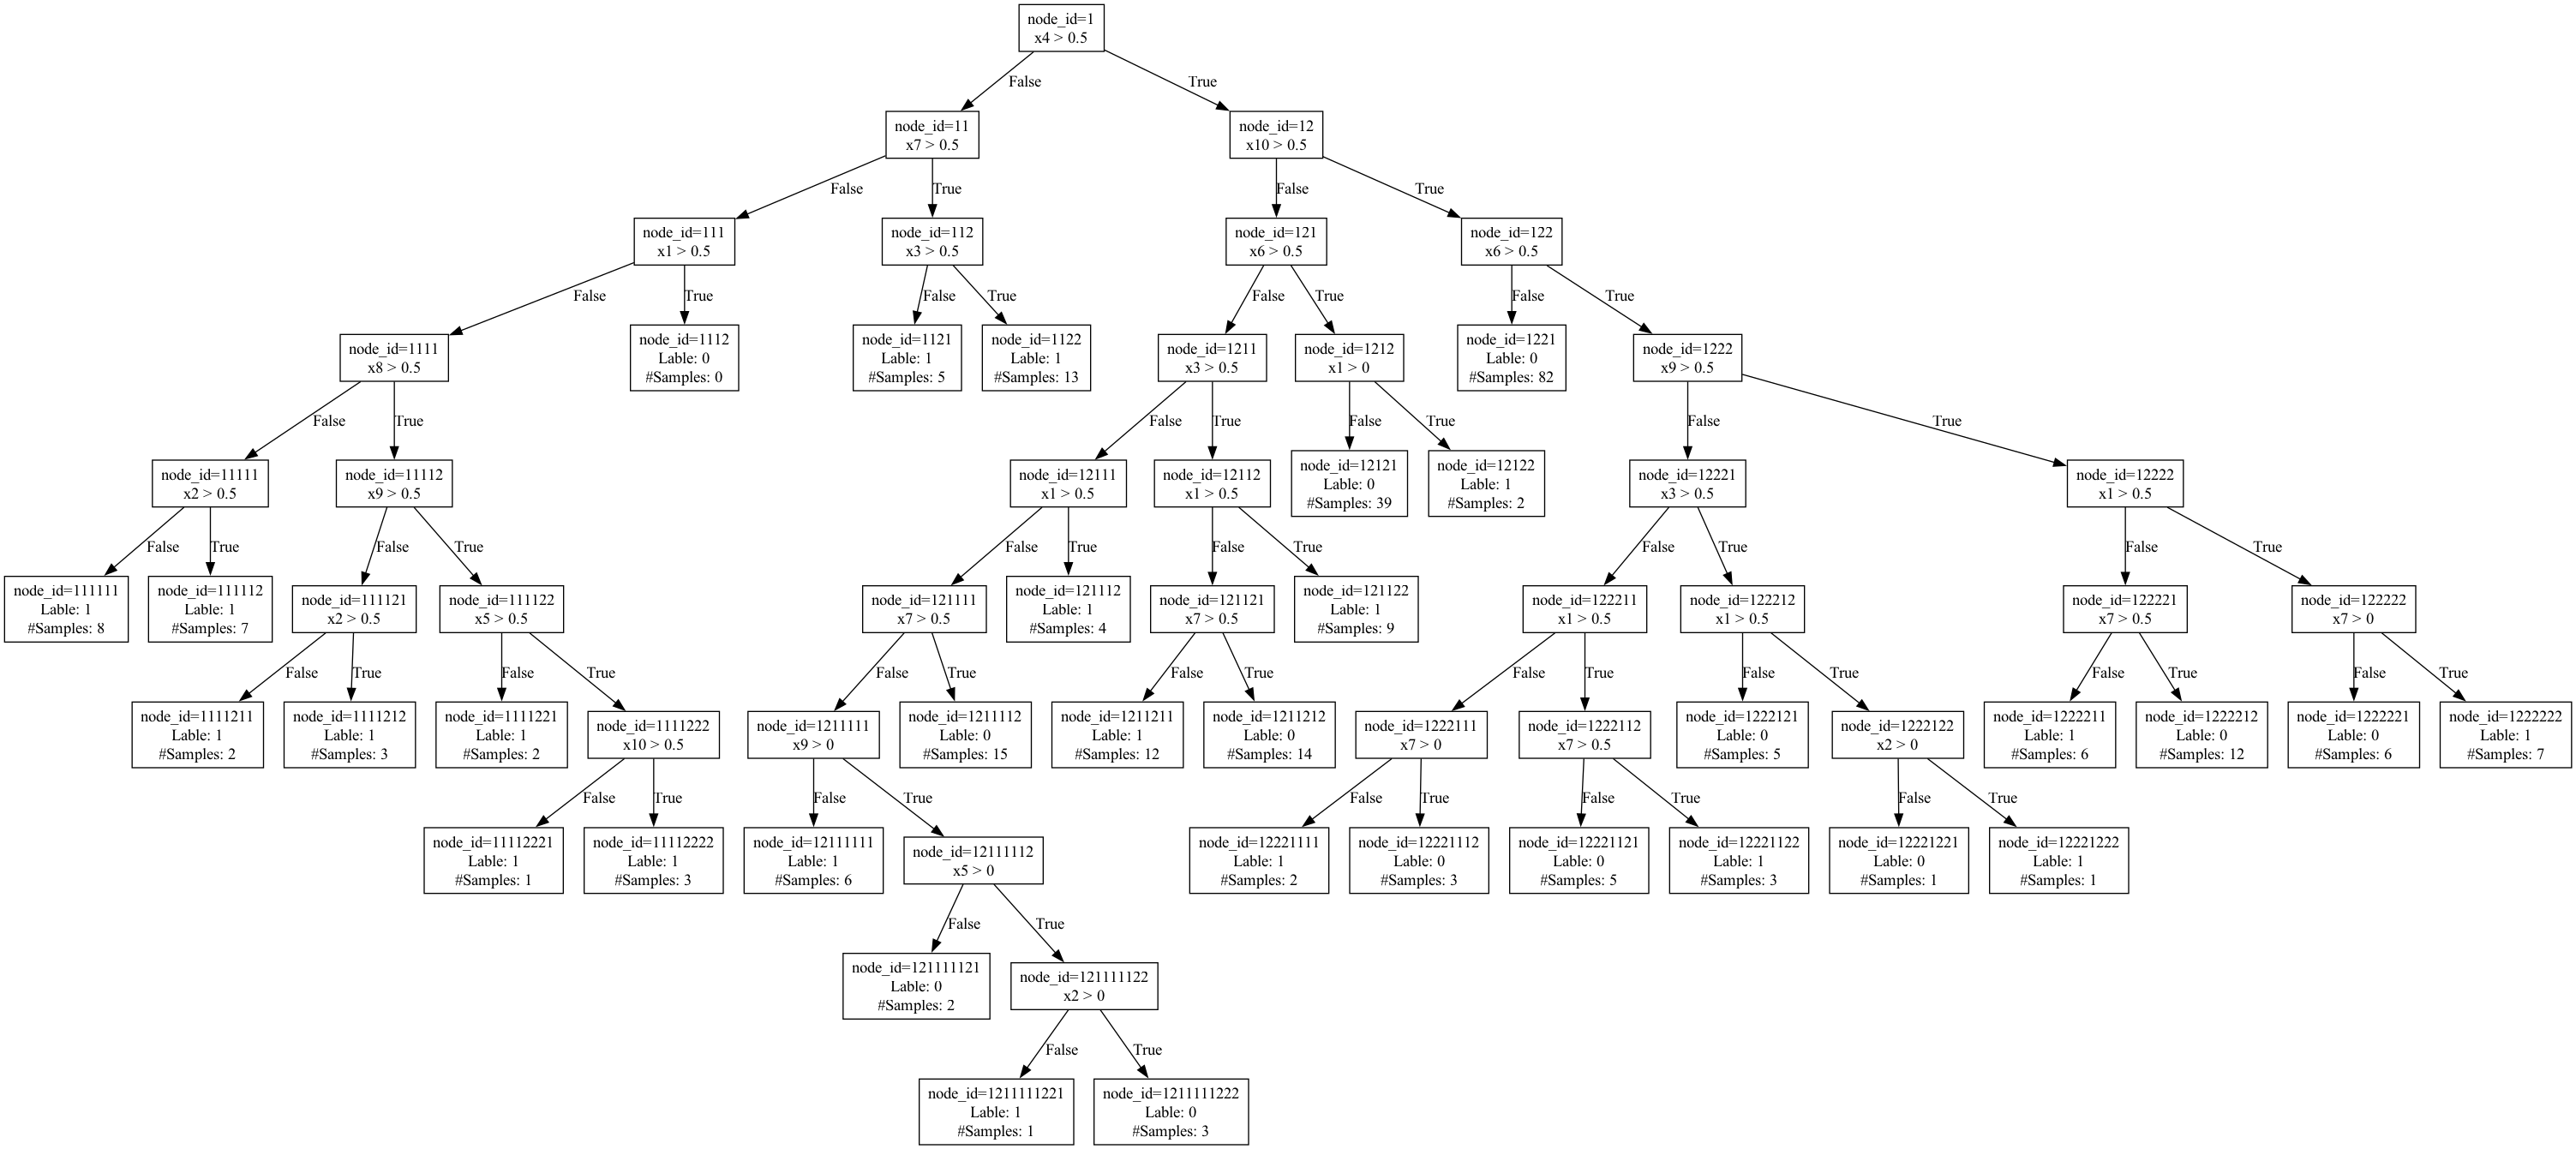 node_id=1
x4 > 0.5
False
True
node_id=11
x7 > 0.5
node_id=12
x10 > 0.5
False
True
False
True
node_id=111
x1 > 0.5
node_id=112
x3 > 0.5
node_id=121
x6 > 0.5
node_id=122
x6 > 0.5
False
True
False
True
False
True
False
True
node_id=1111
x8 > 0.5
node_id=1112
Lable: 0
#Samples: 0
node_id=1121
Lable: 1
#Samples: 5
node_id=1122
Lable: 1
#Samples: 13
node_id=1211
x3 > 0.5
node_id=1212
x1 > 0
node_id=1221
Lable: 0
#Samples: 82
node_id=1222
x9 > 0.5
False
True
False
True
False
True
False
True
node_id=11111
x2 > 0.5
node_id=11112
x9 > 0.5
node_id=12111
x1 > 0.5
node_id=12112
x1 > 0.5
node_id=12121
Lable: 0
#Samples: 39
node_id=12122
Lable: 1
#Samples: 2
node_id=12221
x3 > 0.5
node_id=12222
x1 > 0.5
False
True
False
True
False
True
False
True
False
True
False
True
node_id=111111
Lable: 1
#Samples: 8
node_id=111112
Lable: 1
#Samples: 7
node_id=111121
x2 > 0.5
node_id=111122
x5 > 0.5
node_id=121111
x7 > 0.5
node_id=121112
Lable: 1
#Samples: 4
node_id=121121
x7 > 0.5
node_id=121122
Lable: 1
#Samples: 9
node_id=122211
x1 > 0.5
node_id=122212
x1 > 0.5
node_id=122221
x7 > 0.5
node_id=122222
x7 > 0
False
True
False
True
False
True
False
True
False
True
False
True
False
True
False
True
node_id=1111211
Lable: 1
#Samples: 2
node_id=1111212
Lable: 1
#Samples: 3
node_id=1111221
Lable: 1
#Samples: 2
node_id=1111222
x10 > 0.5
node_id=1211111
x9 > 0
node_id=1211112
Lable: 0
#Samples: 15
node_id=1211211
Lable: 1
#Samples: 12
node_id=1211212
Lable: 0
#Samples: 14
node_id=1222111
x7 > 0
node_id=1222112
x7 > 0.5
node_id=1222121
Lable: 0
#Samples: 5
node_id=1222122
x2 > 0
node_id=1222211
Lable: 1
#Samples: 6
node_id=1222212
Lable: 0
#Samples: 12
node_id=1222221
Lable: 0
#Samples: 6
node_id=1222222
Lable: 1
#Samples: 7
False
True
False
True
False
True
False
True
False
True
node_id=11112221
Lable: 1
#Samples: 1
node_id=11112222
Lable: 1
#Samples: 3
node_id=12111111
Lable: 1
#Samples: 6
node_id=12111112
x5 > 0
node_id=12221111
Lable: 1
#Samples: 2
node_id=12221112
Lable: 0
#Samples: 3
node_id=12221121
Lable: 0
#Samples: 5
node_id=12221122
Lable: 1
#Samples: 3
node_id=12221221
Lable: 0
#Samples: 1
node_id=12221222
Lable: 1
#Samples: 1
False
True
node_id=121111121
Lable: 0
#Samples: 2
node_id=121111122
x2 > 0
False
True
node_id=1211111221
Lable: 1
#Samples: 1
node_id=1211111222
Lable: 0
#Samples: 3